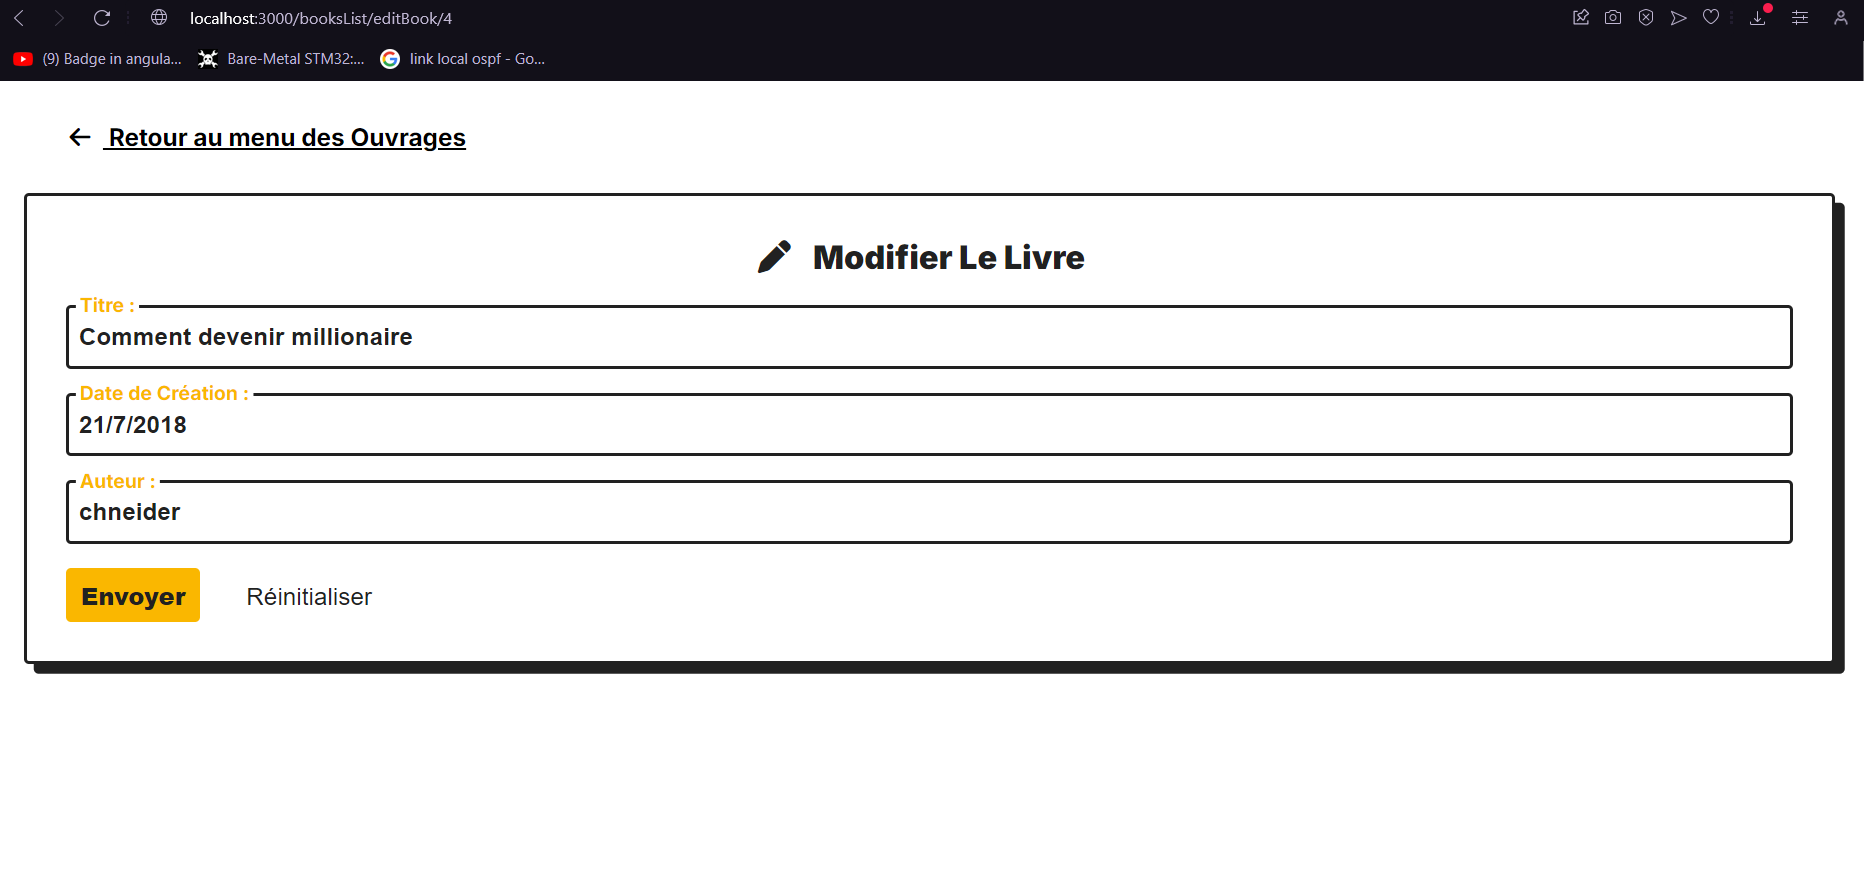 localhost:3000/booksList/editBook/4
(9) Badge in angula... Bare-Metal STM32:... link local ospf - Go...
Retour au menu des Ouvrages
Modifier Le Livre
Titre :
Comment devenir millionaire
Date de Création :
21/7/2018
Auteur :
chneider
Envoyer Réinitialiser